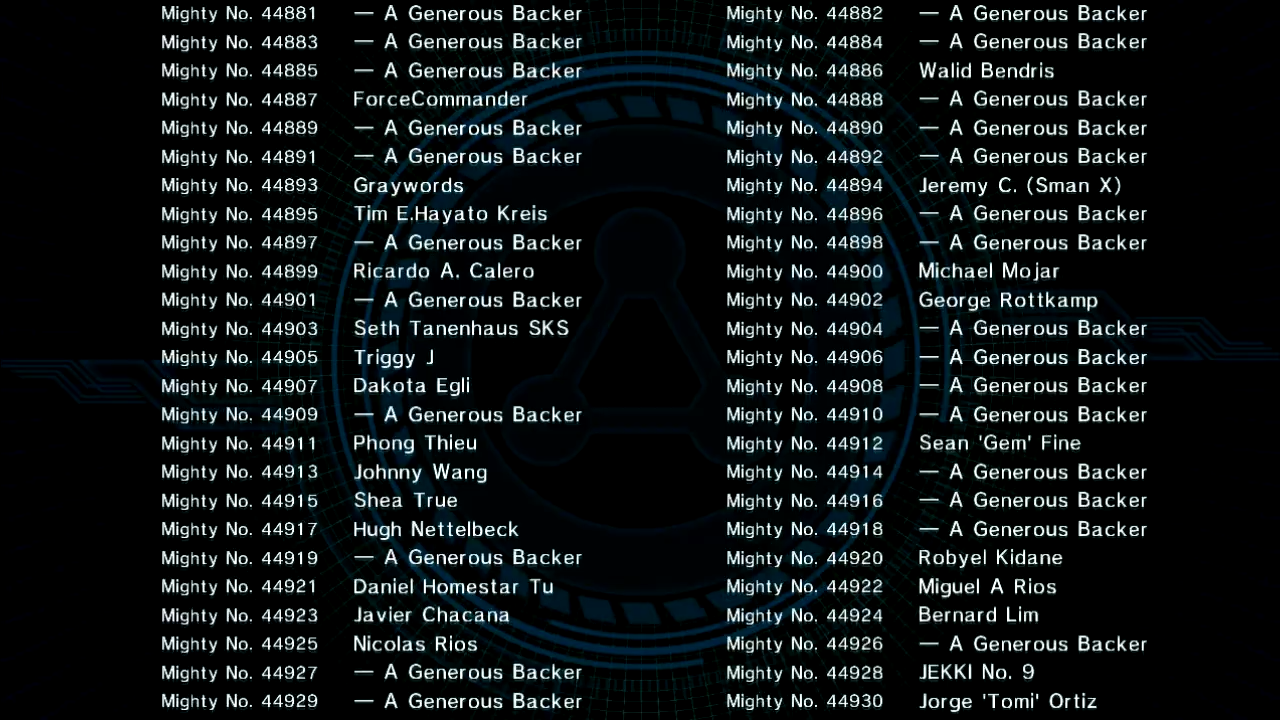 Mighty No. 44881 — A Generous Backer Mighty No. 44882 — A Generous Backer
Mighty No. 44883 — A Generous Backer Mighty No. 44884 — A Generous Backer
Mighty No. 44885 — A Generous Backer Mighty No. 44886 Walid Bendris
Mighty No. 44887 ForceCommander Mighty No. 44888 — A Generous Backer
Mighty No. 44889 — A Generous Backer Mighty No. 44890 — A Generous Backer
Mighty No. 44891 — A Generous Backer Mighty No. 44892 — A Generous Backer
Mighty No. 44893 Graywords Mighty No. 44894 Jeremy C. (Sman X)
Mighty No. 44895 Tim E.Hayato Kreis Mighty No. 44896 — A Generous Backer
Mighty No. 44897 — A Generous Backer Mighty No. 44898 — A Generous Backer
Mighty No. 44899 Ricardo A. Calero Mighty No. 44900 Michael Mojar
Mighty No. 44901 — A Generous Backer Mighty No. 44902 George Rottkamp
Mighty No. 44903 Seth Tanenhaus SKS Mighty No. 44904 — A Generous Backer
Mighty No. 44905 Triggy J Mighty No. 44906 — A Generous Backer
Mighty No. 44907 Dakota Egli Mighty No. 44908 — A Generous Backer
Mighty No. 44909 — A Generous Backer Mighty No. 44910 — A Generous Backer
Mighty No. 44911 Phong Thieu Mighty No. 44912 Sean 'Gem' Fine
Mighty No. 44913 Johnny Wang Mighty No. 44914 — A Generous Backer
Mighty No. 44915 Shea True Mighty No. 44916 — A Generous Backer
Mighty No. 44917 Hugh Nettelbeck Mighty No. 44918 — A Generous Backer
Mighty No. 44919 — A Generous Backer Mighty No. 44920 Robyel Kidane
Mighty No. 44921 Daniel Homestar Tu Mighty No. 44922 Miguel A Rios
Mighty No. 44923 Javier Chacana Mighty No. 44924 Bernard Lim
Mighty No. 44925 Nicolas Rios Mighty No. 44926 — A Generous Backer
Mighty No. 44927 — A Generous Backer Mighty No. 44928 JEKKI No. 9
Mighty No. 44929 — A Generous Backer Mighty No. 44930 Jorge 'Tomi' Ortiz